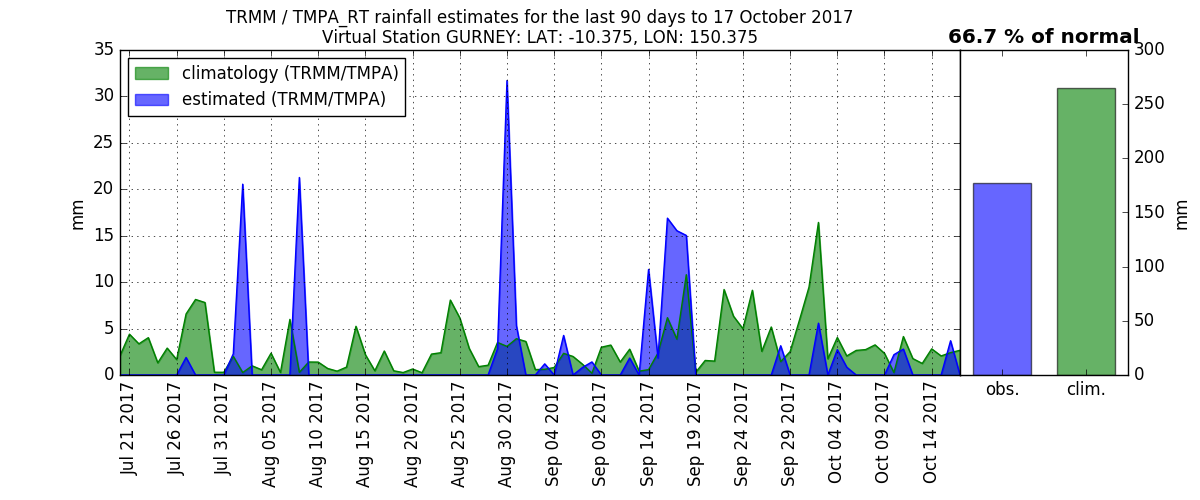 TRMM / TMPA_RT rainfall estimates for the last 90 days to 17 October 2017
Virtual Station GURNEY: LAT: -10.375, LON: 150.375
66.7 % of normal
climatology (TRMM/TMPA)
estimated (TRMM/TMPA)
mm
35
30
25
20
15
10
5
0
Jul 21 2017
Jul 26 2017
Jul 31 2017
Aug 05 2017
Aug 10 2017
Aug 15 2017
Aug 20 2017
Aug 25 2017
Aug 30 2017
Sep 04 2017
Sep 09 2017
Sep 14 2017
Sep 19 2017
Sep 24 2017
Sep 29 2017
Oct 04 2017
Oct 09 2017
Oct 14 2017
300
250
200
150
100
50
0
mm
obs.
clim.